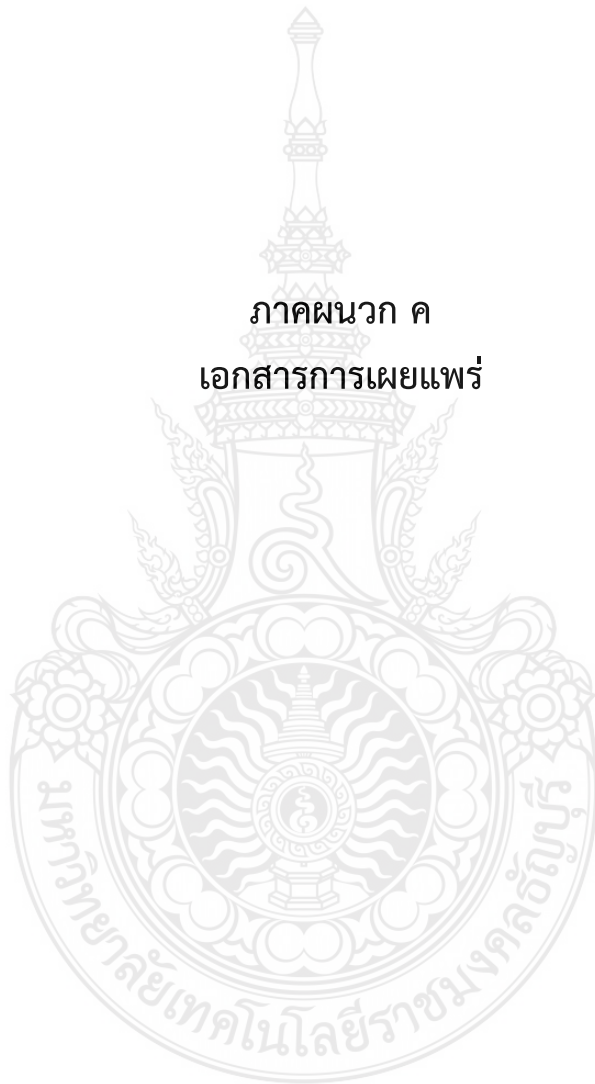 ภาคผนวก ค
เอกสารการเผยแพร่
มหาวิทยาลัยเทคโนโลยีราชมงคลธัญบุรี